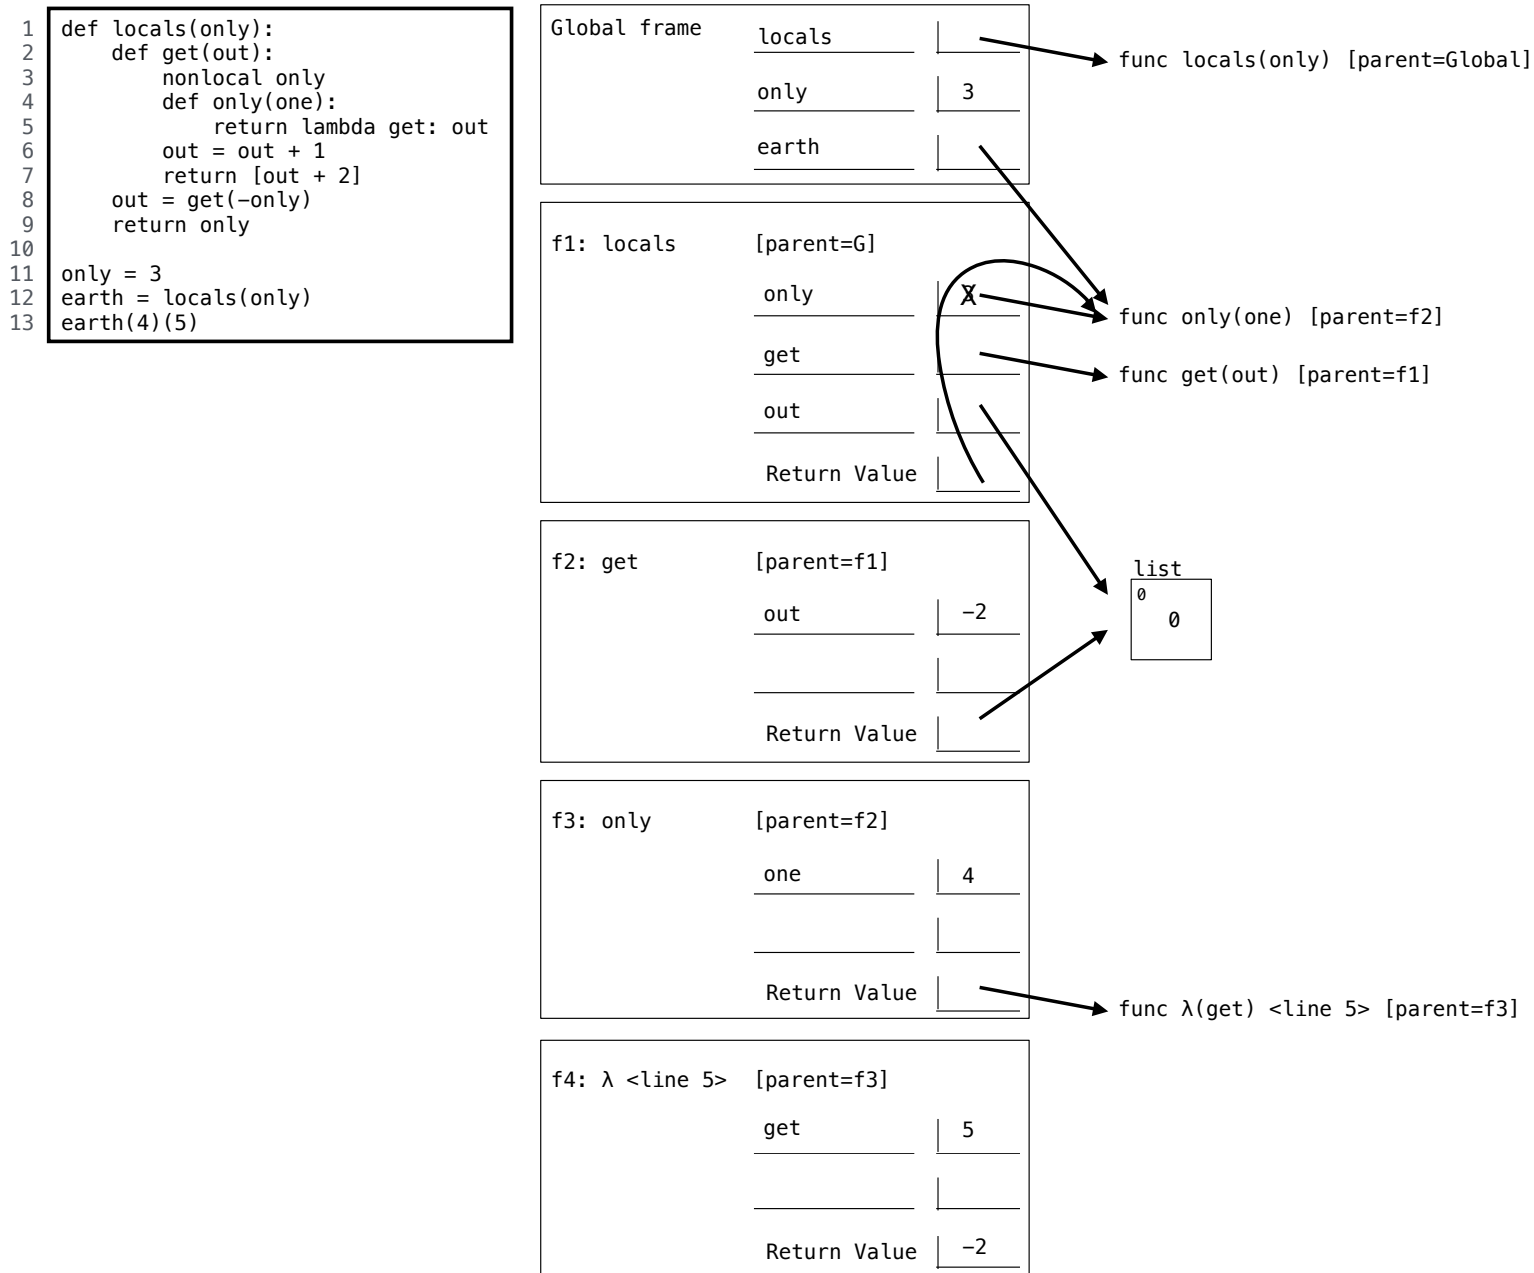 1 def locals(only):
2     def get(out):
3         nonlocal only
4         def only(one):
5             return lambda get: out
6         out = out + 1
7         return [out + 2]
8     out = get(−only)
9     return only
10
11 only = 3
12 earth = locals(only)
13 earth(4)(5)
Global frame
locals
func locals(only) [parent=Global]
only 3
earth
f1: locals [parent=G]
only 3
func only(one) [parent=f2]
get
func get(out) [parent=f1]
out
Return Value
f2: get [parent=f1]
list
0
0
out −2
Return Value
f3: only [parent=f2]
one 4
Return Value
func λ(get) <line 5> [parent=f3]
f4: λ <line 5> [parent=f3]
get 5
Return Value −2